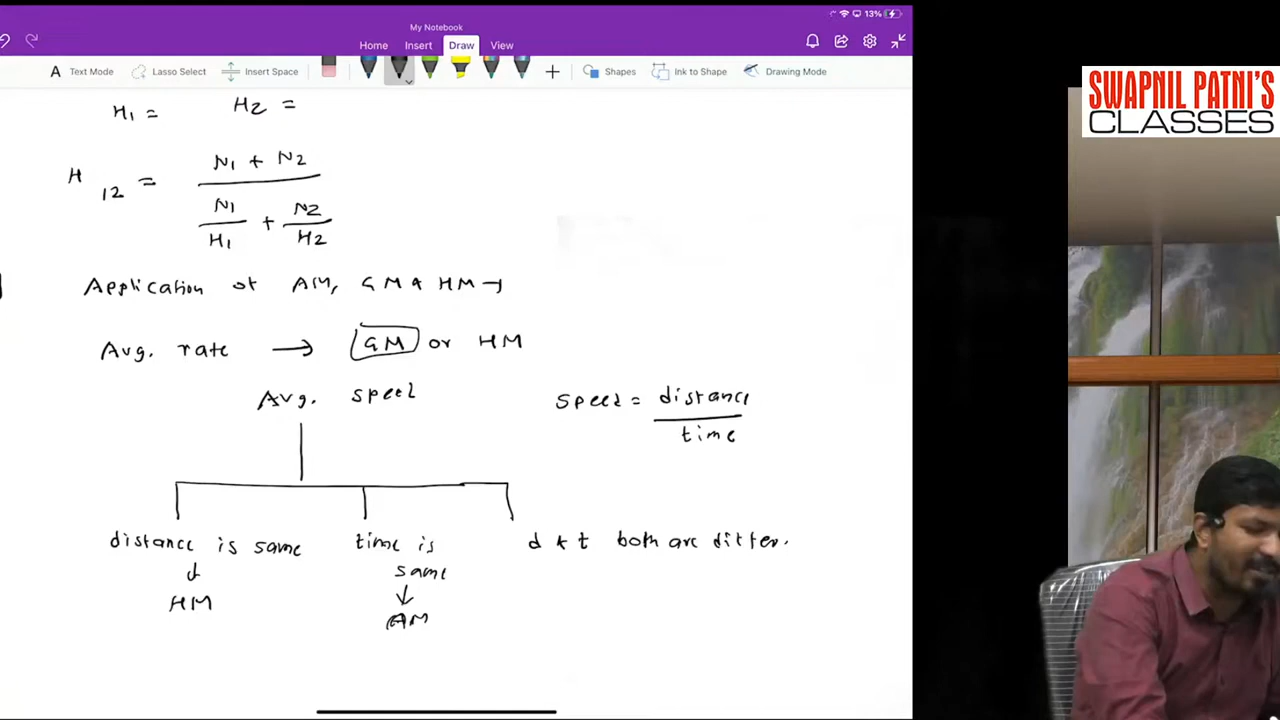 13%
My Notebook
Home Insert Draw View
A Text Mode Lasso Select Insert Space + Shapes Ink to Shape Drawing Mode
SWAPNIL PATNI'S
CLASSES
H1 = H2 =
H 12 = N1 + N2
N1 + N2
H1 H2
Application of AM, GM & HM →
Avg. rate → GM or HM
Avg. speed
speed = distance
time
distance is same time is d & t both are differ.
↓ same
HM ↓
AM